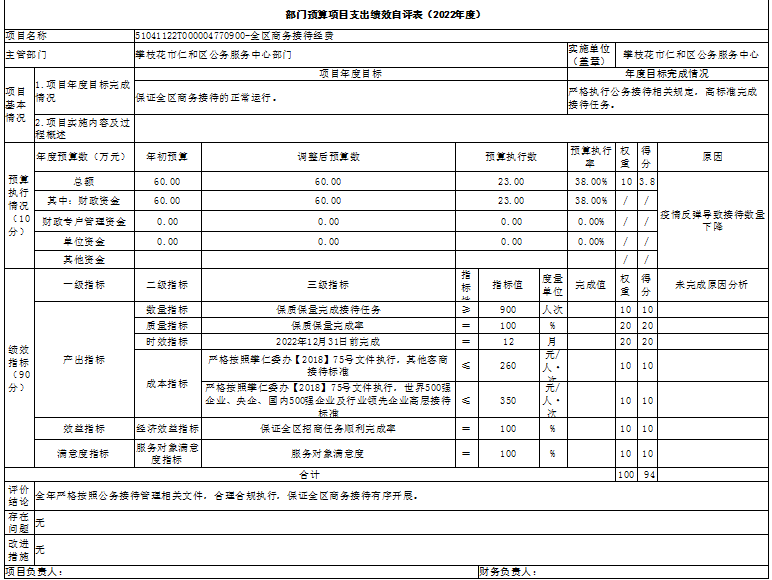 部门预算项目支出绩效自评表（2022年度）
项目名称 51041122T000004770900-全区商务接待经费
主管部门 攀枝花市仁和区公务服务中心部门 实施单位（盖章） 攀枝花市仁和区公务服务中心
项目基本情况 1.项目年度目标完成情况 项目年度目标 年度目标完成情况
保证全区商务接待的正常运行。 严格执行公务接待相关规定，高标准完成接待任务。
2.项目实施内容及过程概述
预算执行情况（10分） 年度预算数（万元） 年初预算 调整后预算数 预算执行数 预算执行率 权重 得分 原因
总额 60.00 60.00 23.00 38.00% 10 3.8 疫情反弹导致接待数量下降
其中：财政资金 60.00 60.00 23.00 38.00% / /
财政专户管理资金 0.00 0.00 0.00 0.00% / /
单位资金 0.00 0.00 0.00 0.00% / /
其他资金 / /
绩效指标（90分） 一级指标 二级指标 三级指标 指标 指标值 度量单位 完成值 权重 得分 未完成原因分析
产出指标 数量指标 保质保量完成接待任务 ≥ 900 人次 10 10
质量指标 保质保量完成率 ＝ 100 % 20 20
时效指标 2022年12月31日前完成 ＝ 12 月 20 20
成本指标 严格按照攀仁委办【2018】75号文件执行，其他客商接待标准 ≤ 260 元/人·次 10 10
严格按照攀仁委办【2018】75号文件执行，世界500强企业、央企、国内500强企业及行业领先企业高层接待标准 ≤ 350 元/人·次 10 10
效益指标 经济效益指标 保证全区招商任务顺利完成率 ＝ 100 % 10 10
满意度指标 服务对象满意度指标 服务对象满意度 ＝ 100 % 10 10
合计 100 94
评价结论 全年严格按照公务接待管理相关文件，合理合规执行，保证全区商务接待有序开展。
存在问题 无
改进措施 无
项目负责人： 财务负责人：